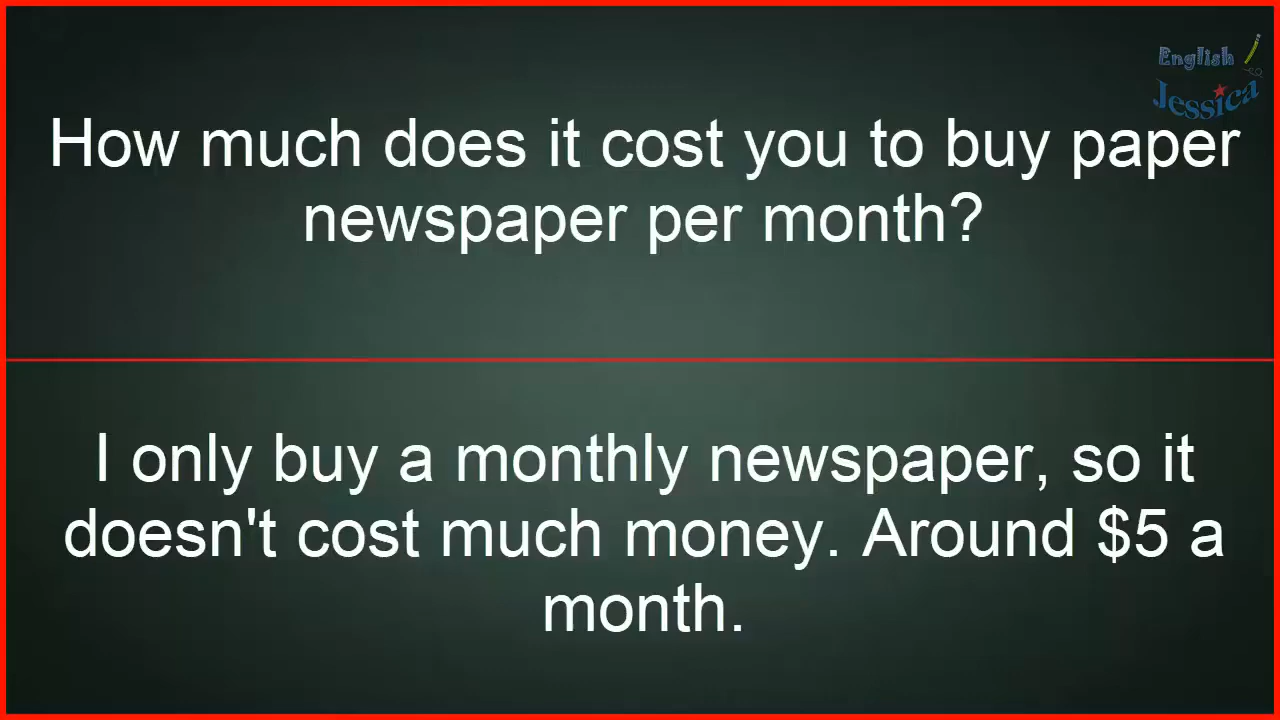 English
Jessica
How much does it cost you to buy paper
newspaper per month?
I only buy a monthly newspaper, so it
doesn't cost much money. Around $5 a
month.